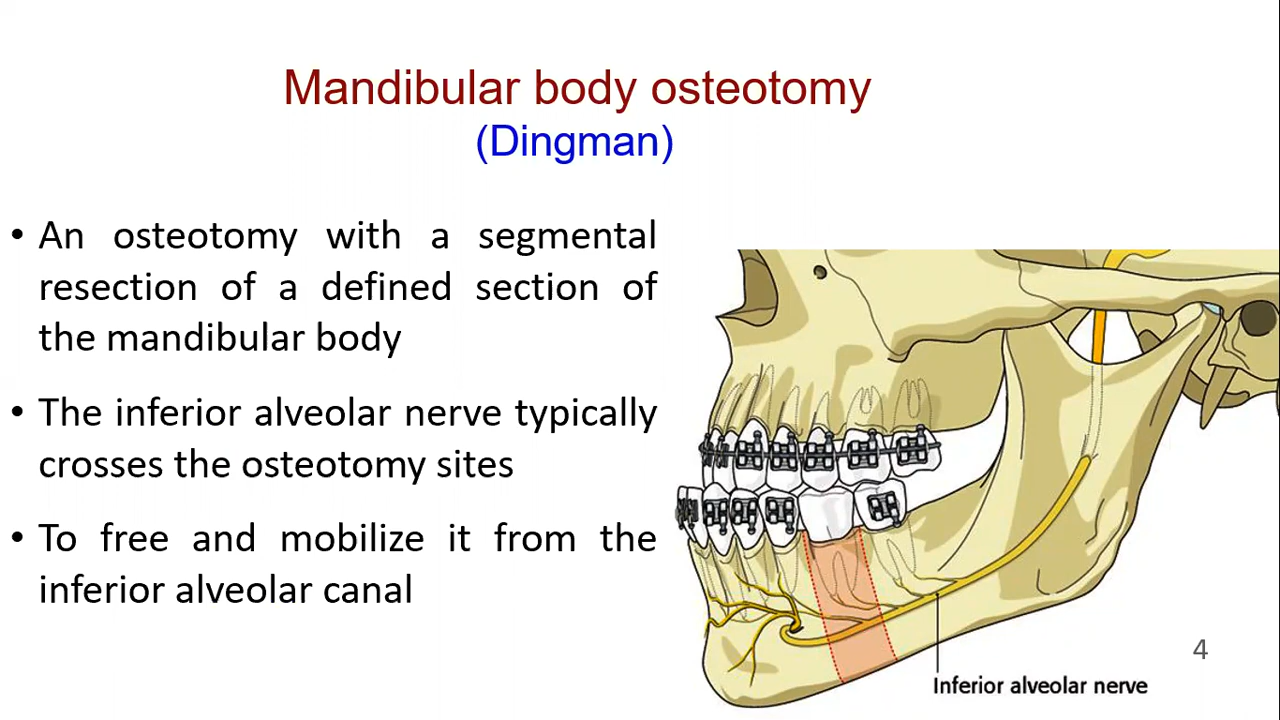 Mandibular body osteotomy
(Dingman)
• An osteotomy with a segmental
resection of a defined section of
the mandibular body
• The inferior alveolar nerve typically
crosses the osteotomy sites
• To free and mobilize it from the
inferior alveolar canal
4
Inferior alveolar nerve